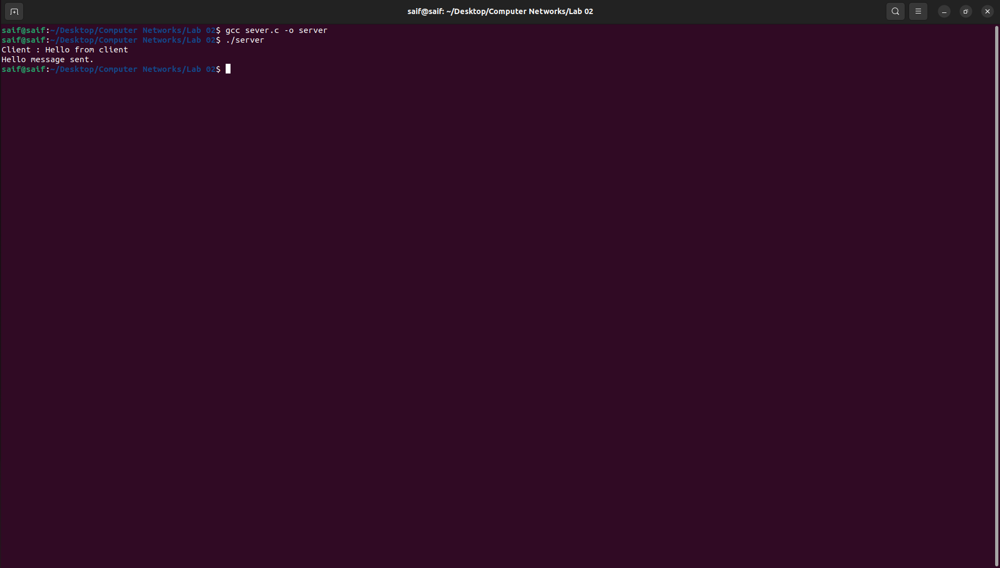 saif@saif: ~/Desktop/Computer Networks/Lab 02
saif@saif:~/Desktop/Computer Networks/Lab 02$ gcc sever.c -o server
saif@saif:~/Desktop/Computer Networks/Lab 02$ ./server
Client : Hello from client
Hello message sent.
saif@saif:~/Desktop/Computer Networks/Lab 02$